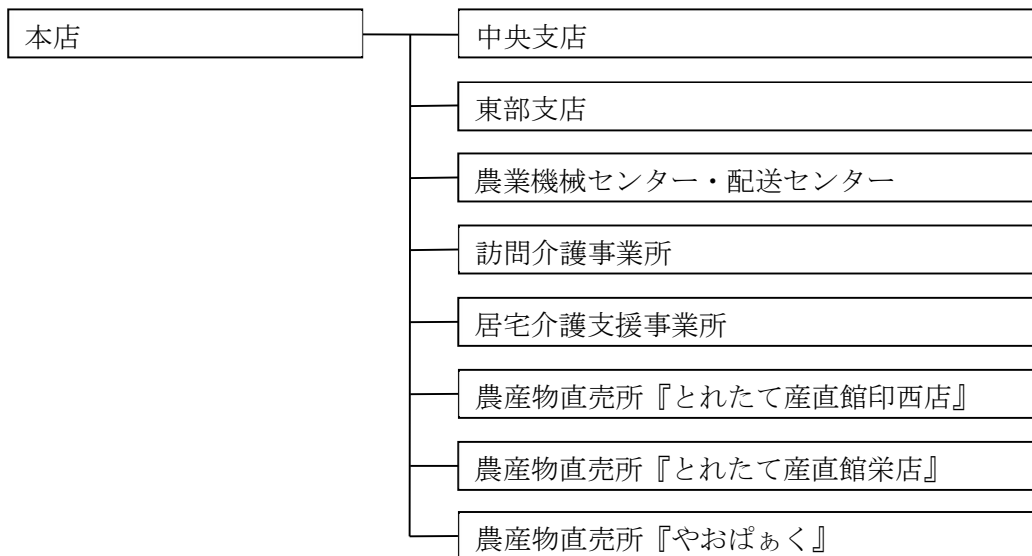 本店
中央支店
東部支店
農業機械センター・配送センター
訪問介護事業所
居宅介護支援事業所
農産物直売所『とれたて産直館印西店』
農産物直売所『とれたて産直館栄店』
農産物直売所『やおぱぁく』